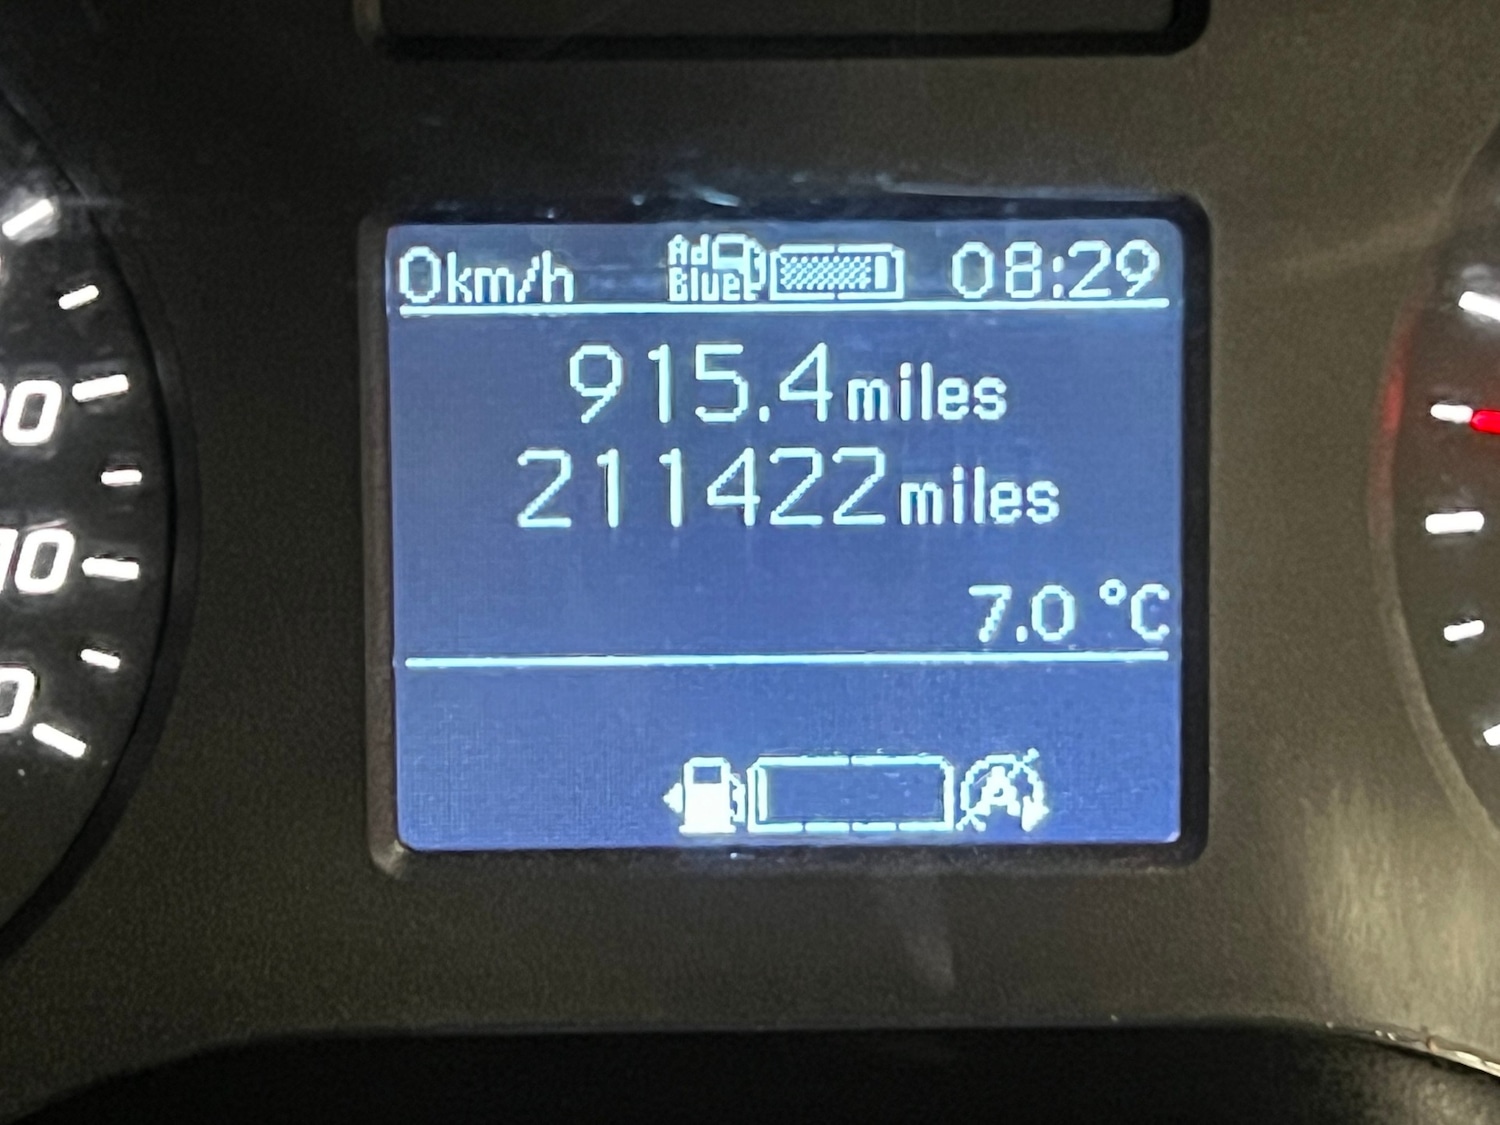 0km/h Ad Blue 08:29
915.4miles
211422miles
7.0 °C
A